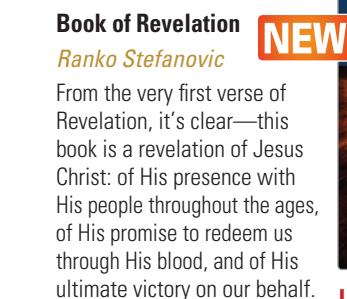 Book of Revelation
NEW
Ranko Stefanovic
From the very first verse of
Revelation, it's clear—this
book is a revelation of Jesus
Christ: of His presence with
His people throughout the ages,
of His promise to redeem us
through His blood, and of His
ultimate victory on our behalf.